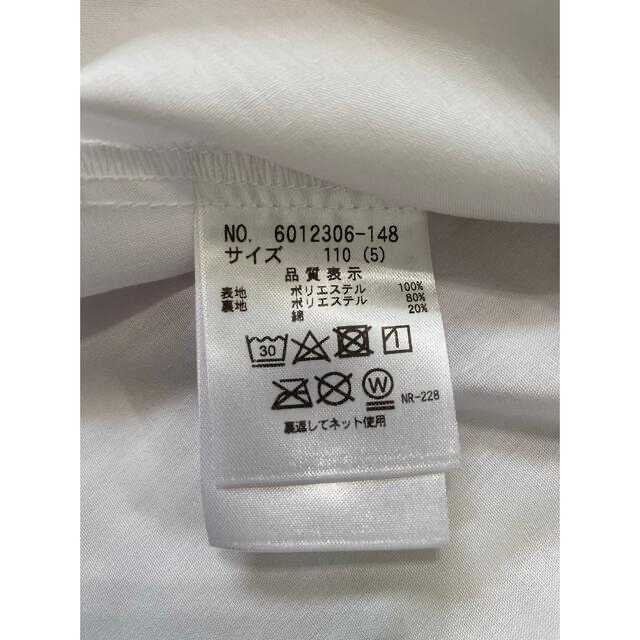 NO. 6012306-148
サイズ 110 (5)
品質表示
表地 ポリエステル 100%
裏地 ポリエステル 80%
綿 20%
30
W NR-228
裏返してネット使用